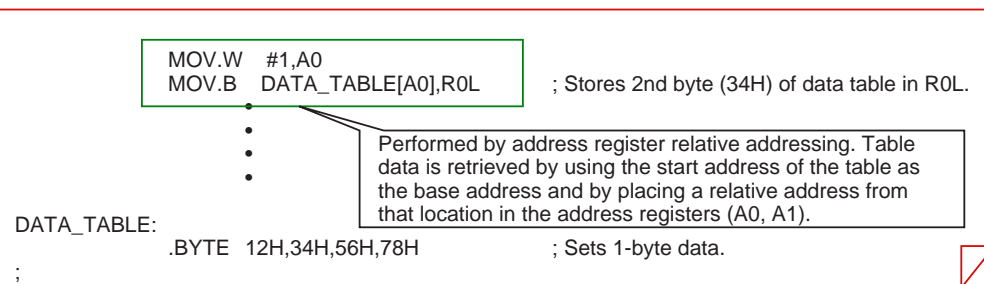 MOV.W #1,A0
MOV.B DATA_TABLE[A0],R0L ; Stores 2nd byte (34H) of data table in R0L.
Performed by address register relative addressing. Table
data is retrieved by using the start address of the table as
the base address and by placing a relative address from
that location in the address registers (A0, A1).
DATA_TABLE:
.BYTE 12H,34H,56H,78H ; Sets 1-byte data.
;